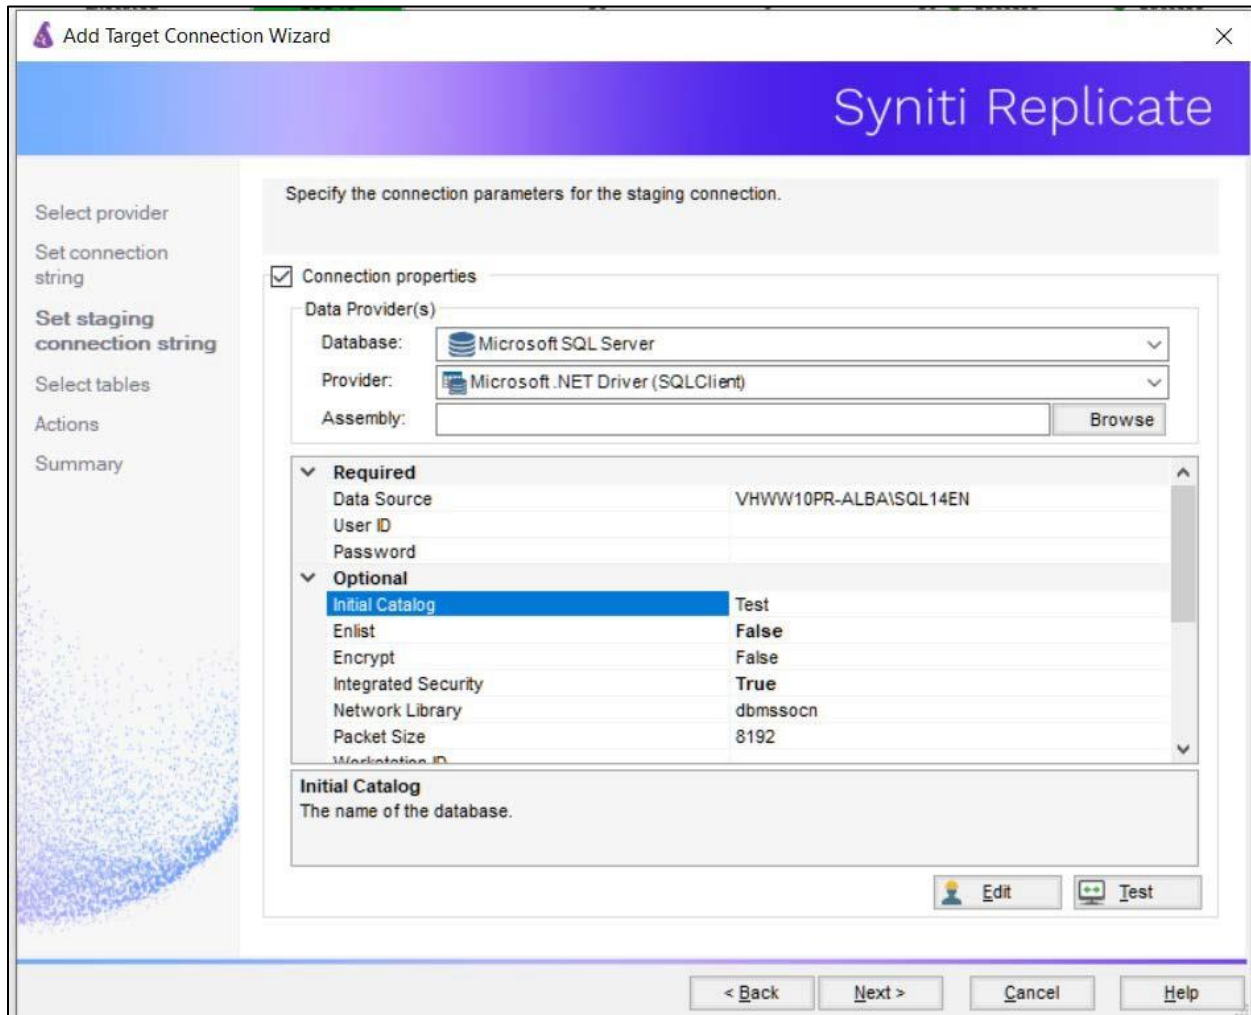 Add Target Connection Wizard
Syniti Replicate
Select provider
Set connection
string
Set staging
connection string
Select tables
Actions
Summary
Specify the connection parameters for the staging connection.
Connection properties
Data Provider(s)
Database: Microsoft SQL Server
Provider: Microsoft .NET Driver (SQLClient)
Assembly: Browse
Required
Data Source VHWW10PR-ALBA\SQL14EN
User ID
Password
Optional
Initial Catalog Test
Enlist False
Encrypt False
Integrated Security True
Network Library dbmssocn
Packet Size 8192
Workstation ID
Initial Catalog
The name of the database.
Edit Test
< Back Next > Cancel Help